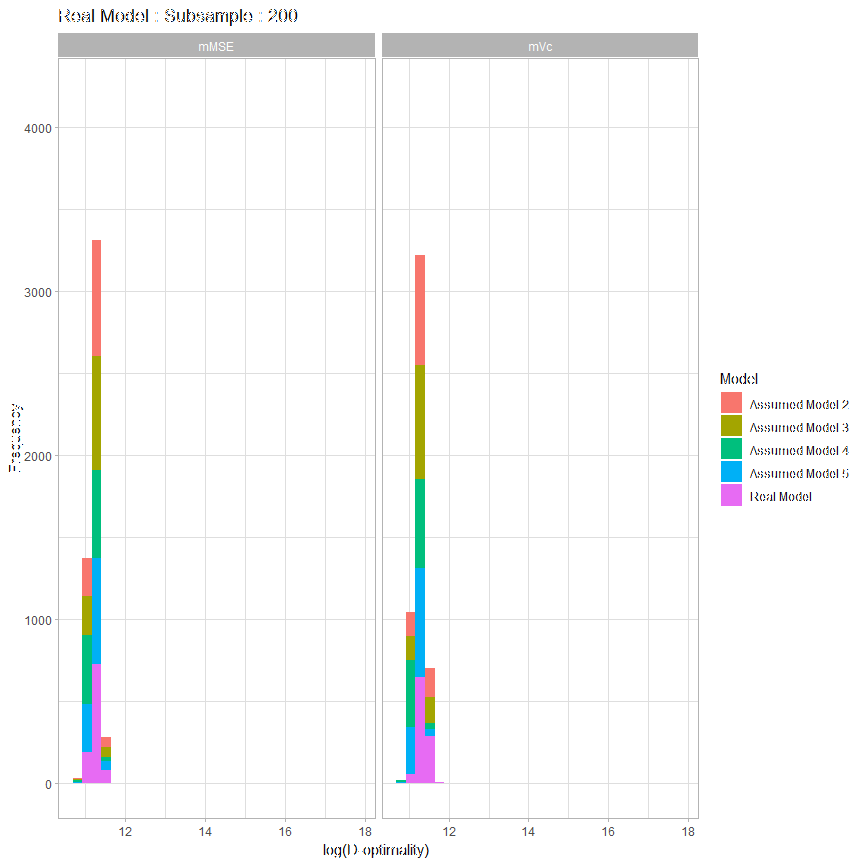 Real Model : Subsample : 200
mMSE
mVc
4000
3000
2000
1000
0
Frequency
12
14
16
18
12
14
16
18
log(D-optimality)
Model
Assumed Model 2
Assumed Model 3
Assumed Model 4
Assumed Model 5
Real Model